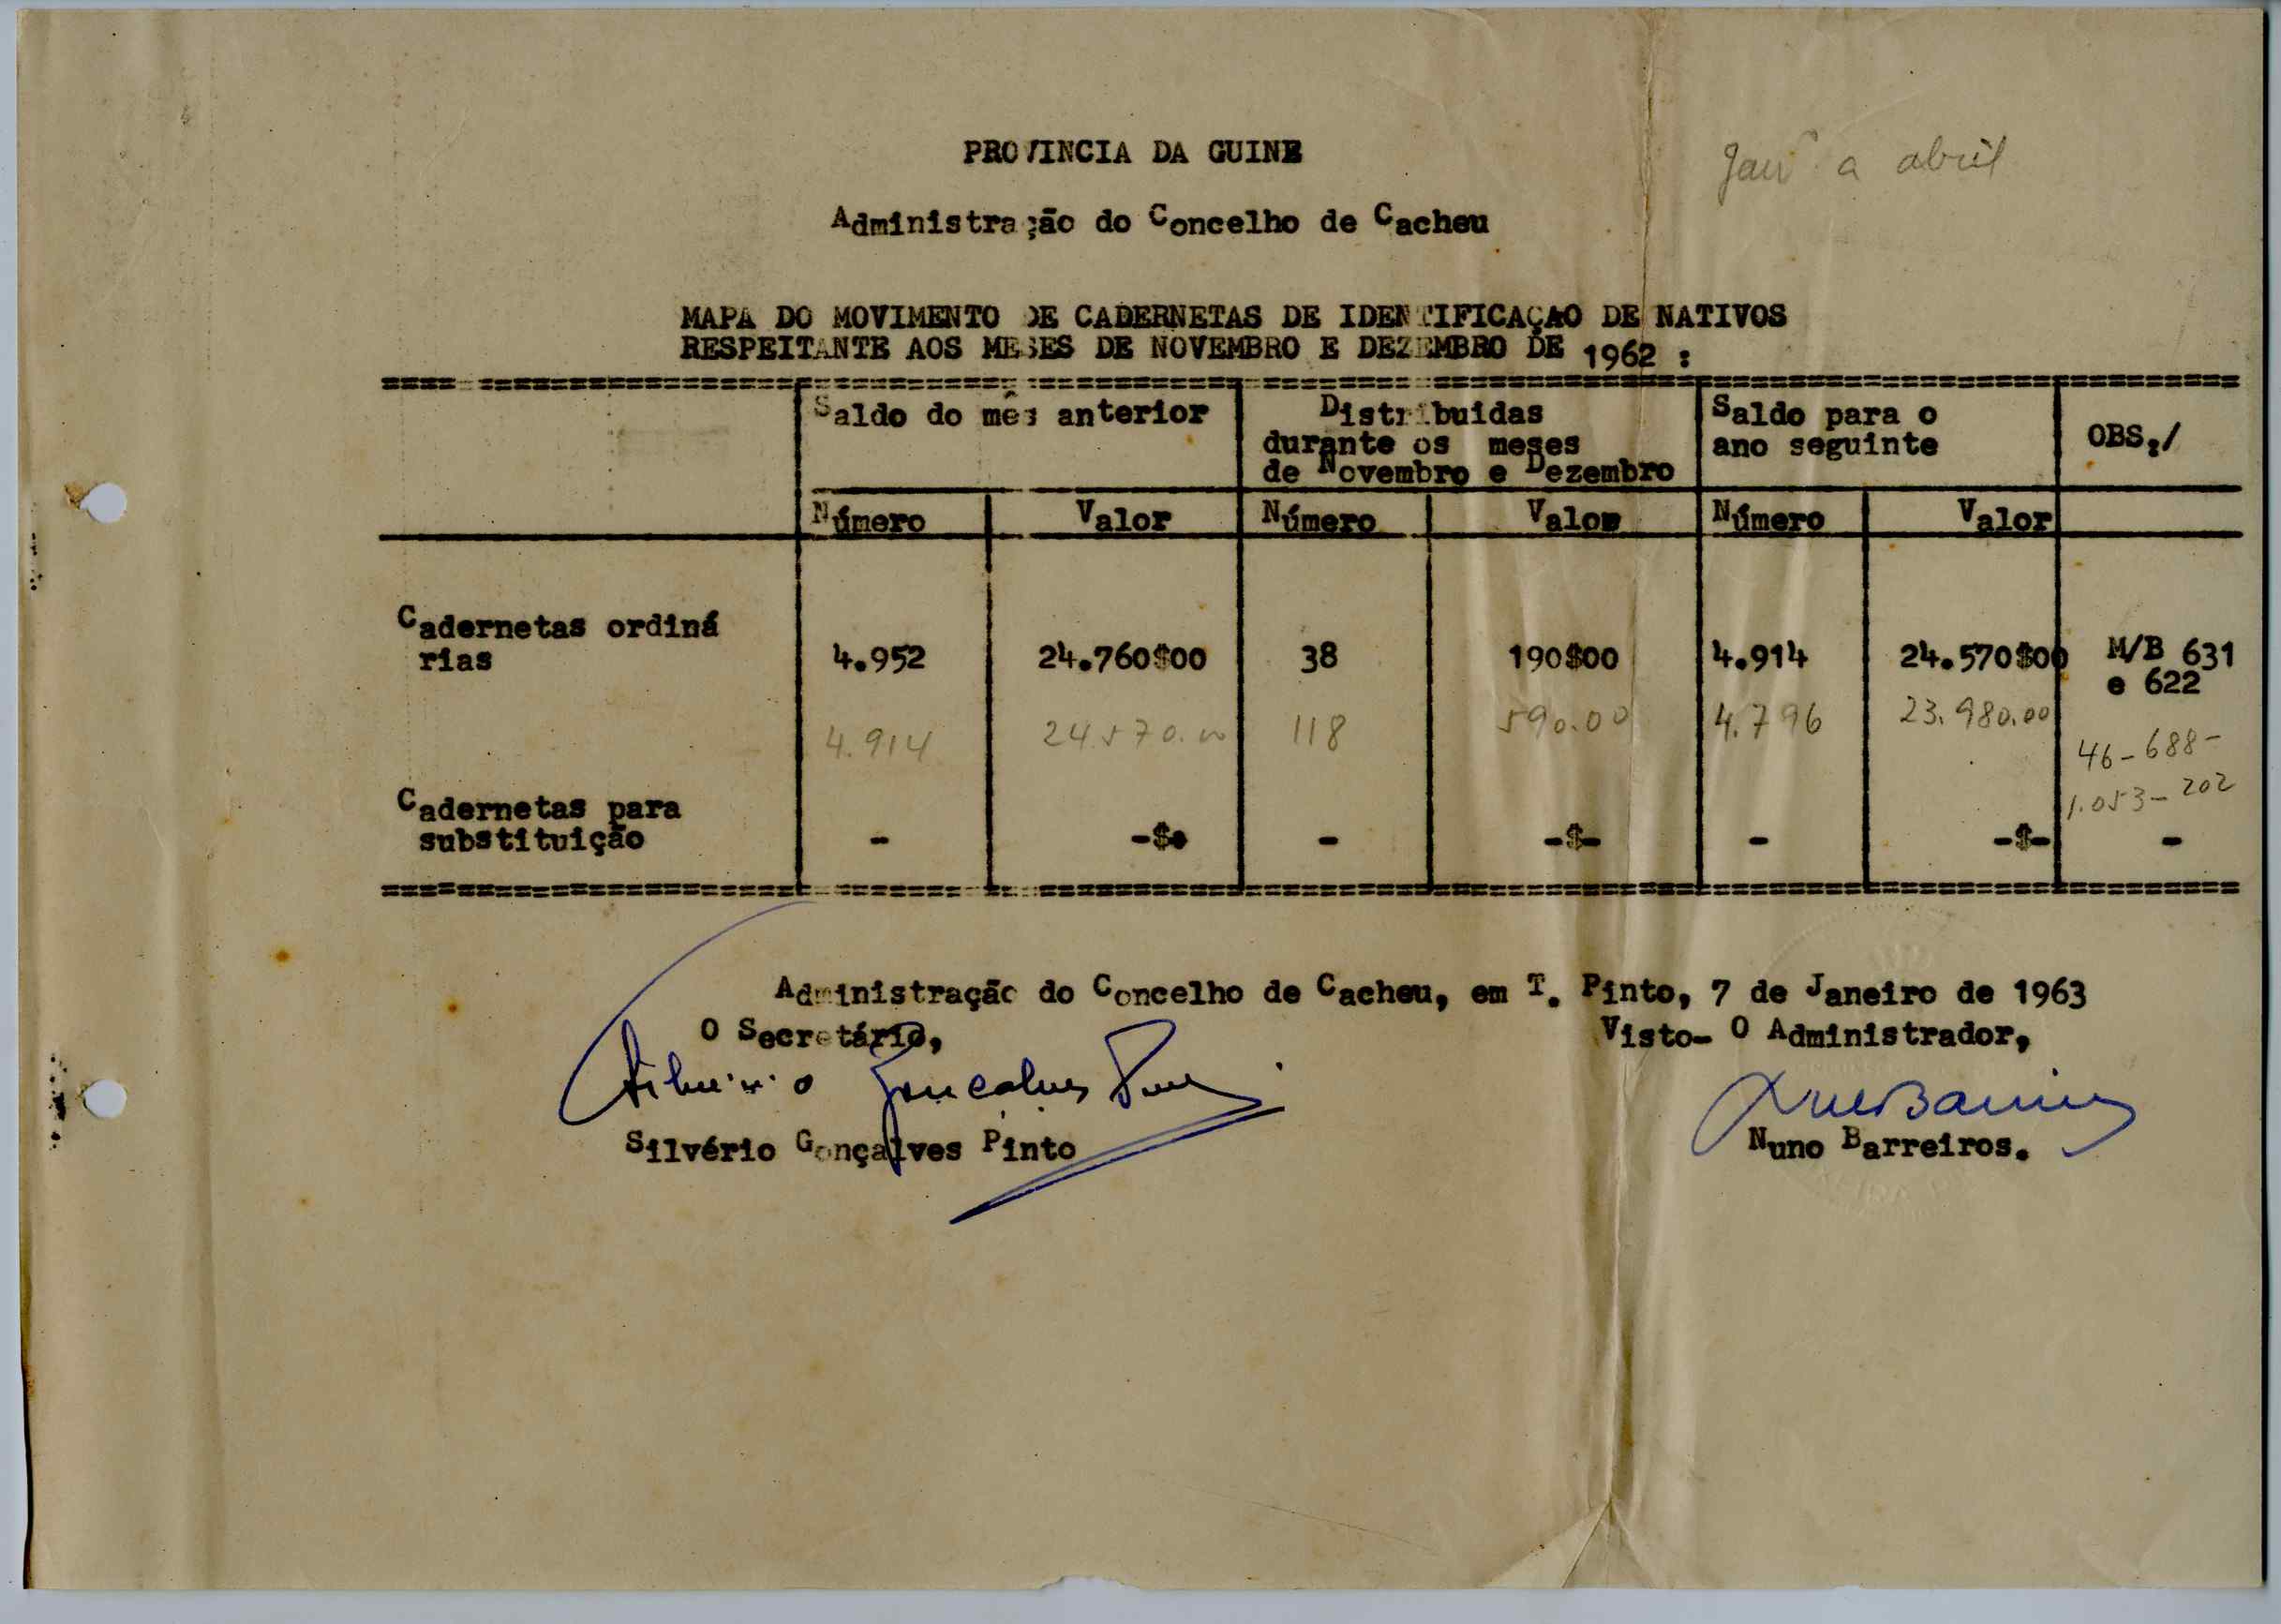 PROVINCIA DA GUINE
Janº a abril
Administração do Concelho de Cacheu
MAPA DO MOVIMENTO DE CADERNETAS DE IDENTIFICAÇAO DE NATIVOS
RESPEITANTE AOS MESES DE NOVEMBRO E DEZEMBRO DE 1962 :
Saldo do mês anterior Distribuidas Saldo para o
durante os meses ano seguinte OBS,/
de Novembro e Dezembro
Número Valor Número Valor Número Valor
Cadernetas ordiná
rias 4.952 24.760$00 38 190$00 4.914 24.570$00 M/B 631
e 622
4.914 24570.00 118 590.00 4.796 23.980.00
46-688-
1.053-202
Cadernetas para
substituição - -$- - -$- - -$- -
Administração do Concelho de Cacheu, em T. Pinto, 7 de Janeiro de 1963
O Secretário, Visto- O Administrador,
Silvério Gonçalves Pinto
Silvério Gonçalves Pinto Nuno Barreiros.